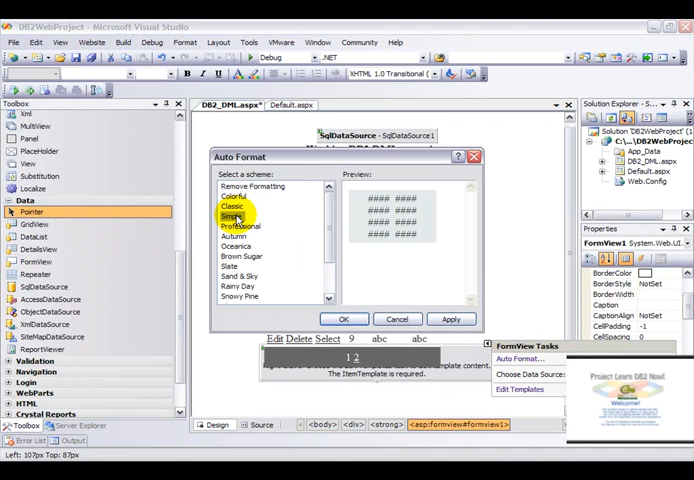 DB2WebProject - Microsoft Visual Studio
File Edit View Website Build Debug Format Layout Tools VMware Window Community Help
Debug .NET
B I U A XHTML 1.0 Transitional (
Toolbox
Xml
MultiView
Panel
PlaceHolder
View
Substitution
Localize
Data
Pointer
GridView
DataList
DetailsView
FormView
Repeater
SqlDataSource
AccessDataSource
ObjectDataSource
XmlDataSource
SiteMapDataSource
ReportViewer
Validation
Navigation
Login
WebParts
HTML
Crystal Reports
Toolbox Server Explorer
DB2_DML.aspx* Default.aspx
SqlDataSource - SqlDataSource1
Auto Format
Select a scheme:
Remove Formatting
Colorful
Classic
Simple
Professional
Autumn
Oceanica
Brown Sugar
Slate
Sand & Sky
Rainy Day
Snowy Pine
Preview:
#### ####
#### ####
#### ####
#### ####
OK Cancel Apply
Edit Delete Select 9 abc abc
1 2
The ItemTemplate is required.
FormView Tasks
Auto Format...
Choose Data Source:
Edit Templates
Design Source <body> <div> <strong> <asp:formview#formview1>
Solution Explorer -
Solution 'DB2WebProject' (1
C:\...\DB2WebProject\
App_Data
DB2_DML.aspx
Default.aspx
Web.Config
Properties
FormView1 System.Web.UI.
BorderColor
BorderStyle NotSet
BorderWidth
Caption
CaptionAlign NotSet
CellPadding -1
CellSpacing 0
Project Learn DB2 Now!
Welcome!
Error List Output
Left: 107px Top: 87px